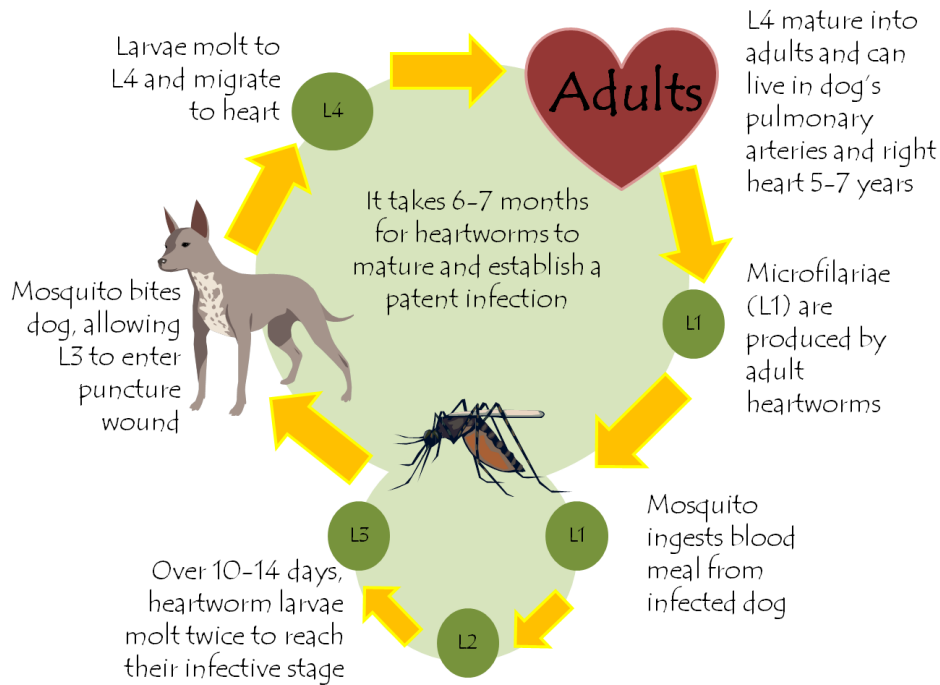 Larvae molt to
L4 and migrate
to heart
L4
Adults
L4 mature into
adults and can
live in dog's
pulmonary
arteries and right
heart 5-7 years
It takes 6-7 months
for heartworms to
mature and establish a
patent infection
Microfilariae
(L1) are
produced by
adult
heartworms
L1
Mosquito bites
dog, allowing
L3 to enter
puncture
wound
Mosquito
ingests blood
meal from
infected dog
L1
L2
L3
Over 10-14 days,
heartworm larvae
molt twice to reach
their infective stage